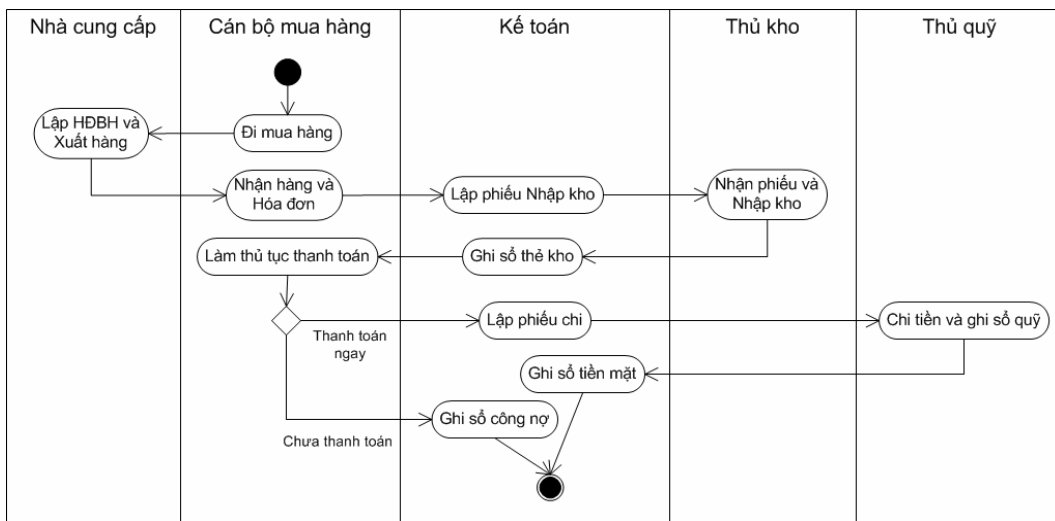 Nhà cung cấp
Cán bộ mua hàng
Kế toán
Thủ kho
Thủ quỹ
Lập HĐBH và
Xuất hàng
Đi mua hàng
Nhận hàng và
Hóa đơn
Lập phiếu Nhập kho
Nhận phiếu và
Nhập kho
Làm thủ tục thanh toán
Ghi sổ thẻ kho
Thanh toán
ngay
Lập phiếu chi
Chi tiền và ghi sổ quỹ
Ghi sổ tiền mặt
Ghi sổ công nợ
Chưa thanh toán